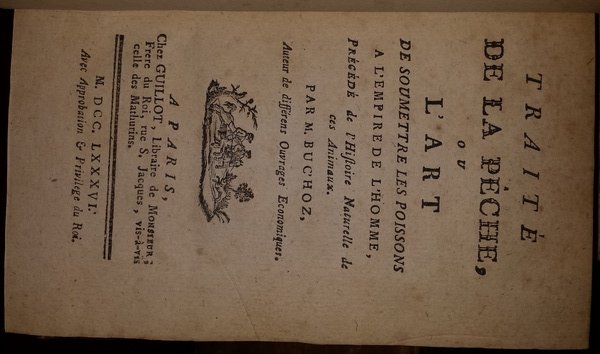 TRAITÉ
DE LA PÊCHE,
OU
L'ART
DE SOUMETTRE LES POISSONS
A L'EMPIRE DE L'HOMME,
PRÉCÉDÉ de l'Histoire Naturelle de
ces Animaux.
PAR M. BUC'HOZ,
Auteur de différens Ouvrages Economiques.
A PARIS,
Chez GUILLOT, Libraire de MONSIEUR;
Frere du Roi, rue S. Jacques, vis-à-vis
celle des Mathurins.
M. DCC. LXXXVI.
Avec Approbation & Privilege du Roi.